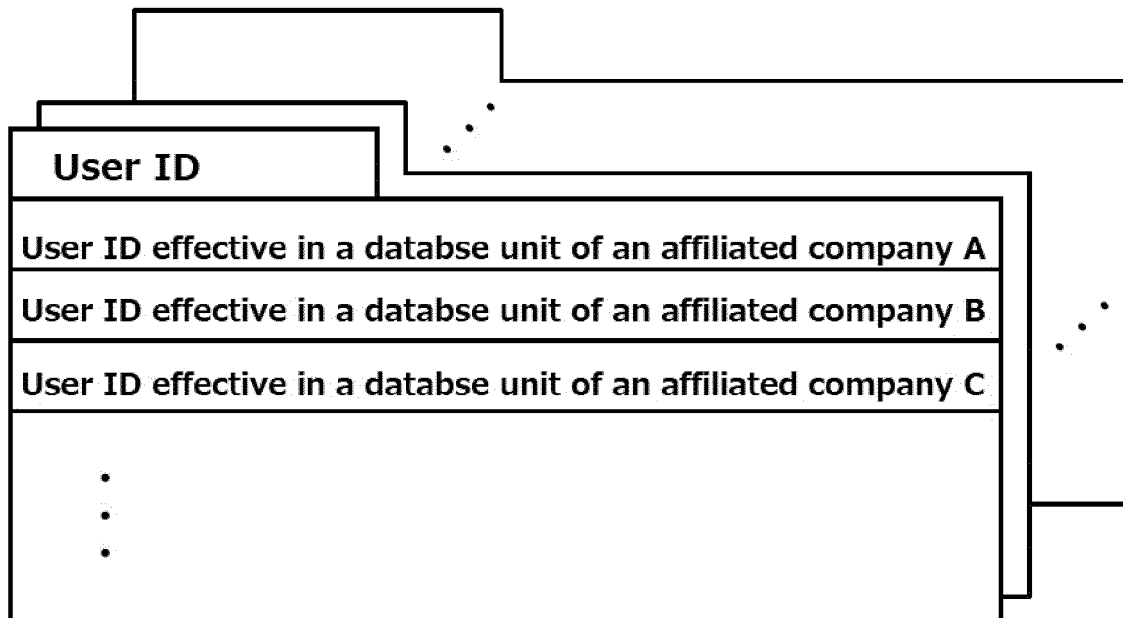 User ID
User ID effective in a databse unit of an affiliated company A
User ID effective in a databse unit of an affiliated company B
User ID effective in a databse unit of an affiliated company C